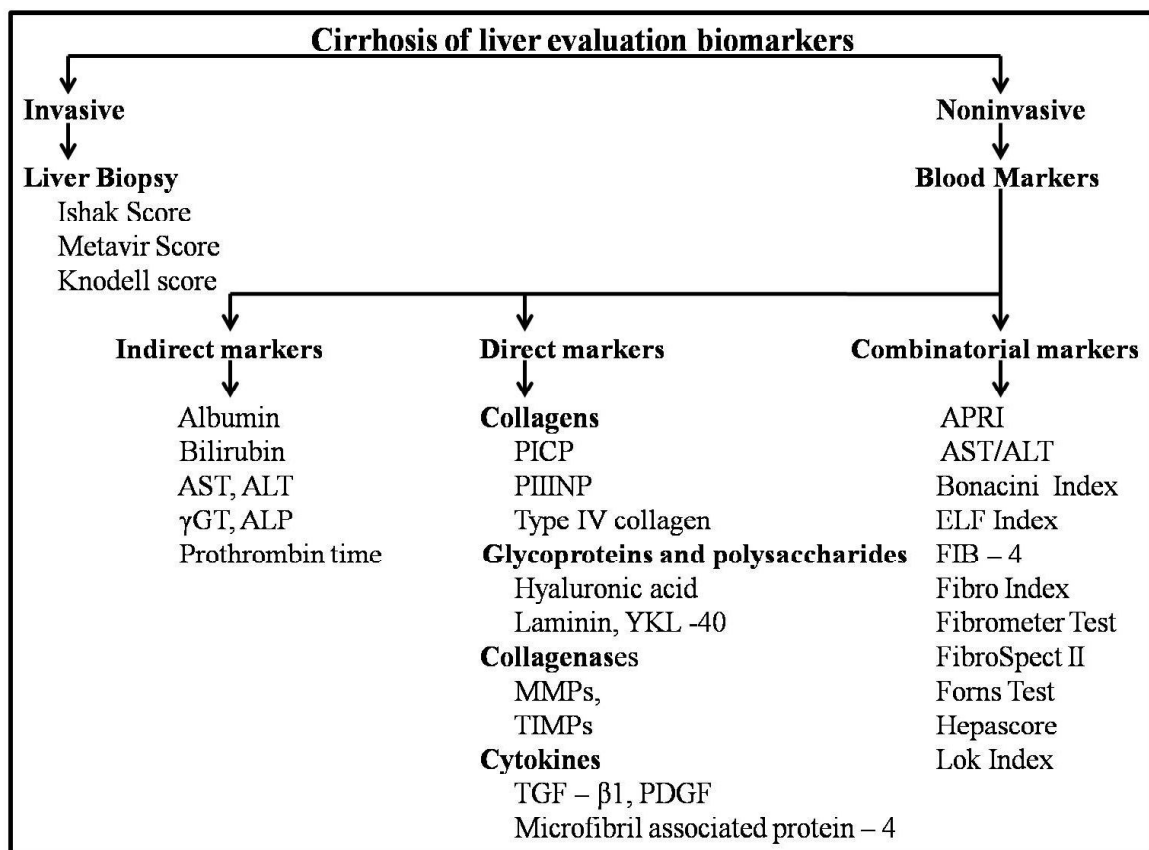 Cirrhosis of liver evaluation biomarkers
Invasive
Noninvasive
Liver Biopsy
Ishak Score
Metavir Score
Knodell score
Blood Markers
Indirect markers
Albumin
Bilirubin
AST, ALT
γGT, ALP
Prothrombin time
Direct markers
Collagens
PICP
PIIINP
Type IV collagen
Glycoproteins and polysaccharides
Hyaluronic acid
Laminin, YKL -40
Collagenases
MMPs,
TIMPs
Cytokines
TGF – β1, PDGF
Microfibril associated protein – 4
Combinatorial markers
APRI
AST/ALT
Bonacini Index
ELF Index
FIB – 4
Fibro Index
Fibrometer Test
FibroSpect II
Forns Test
Hepascore
Lok Index